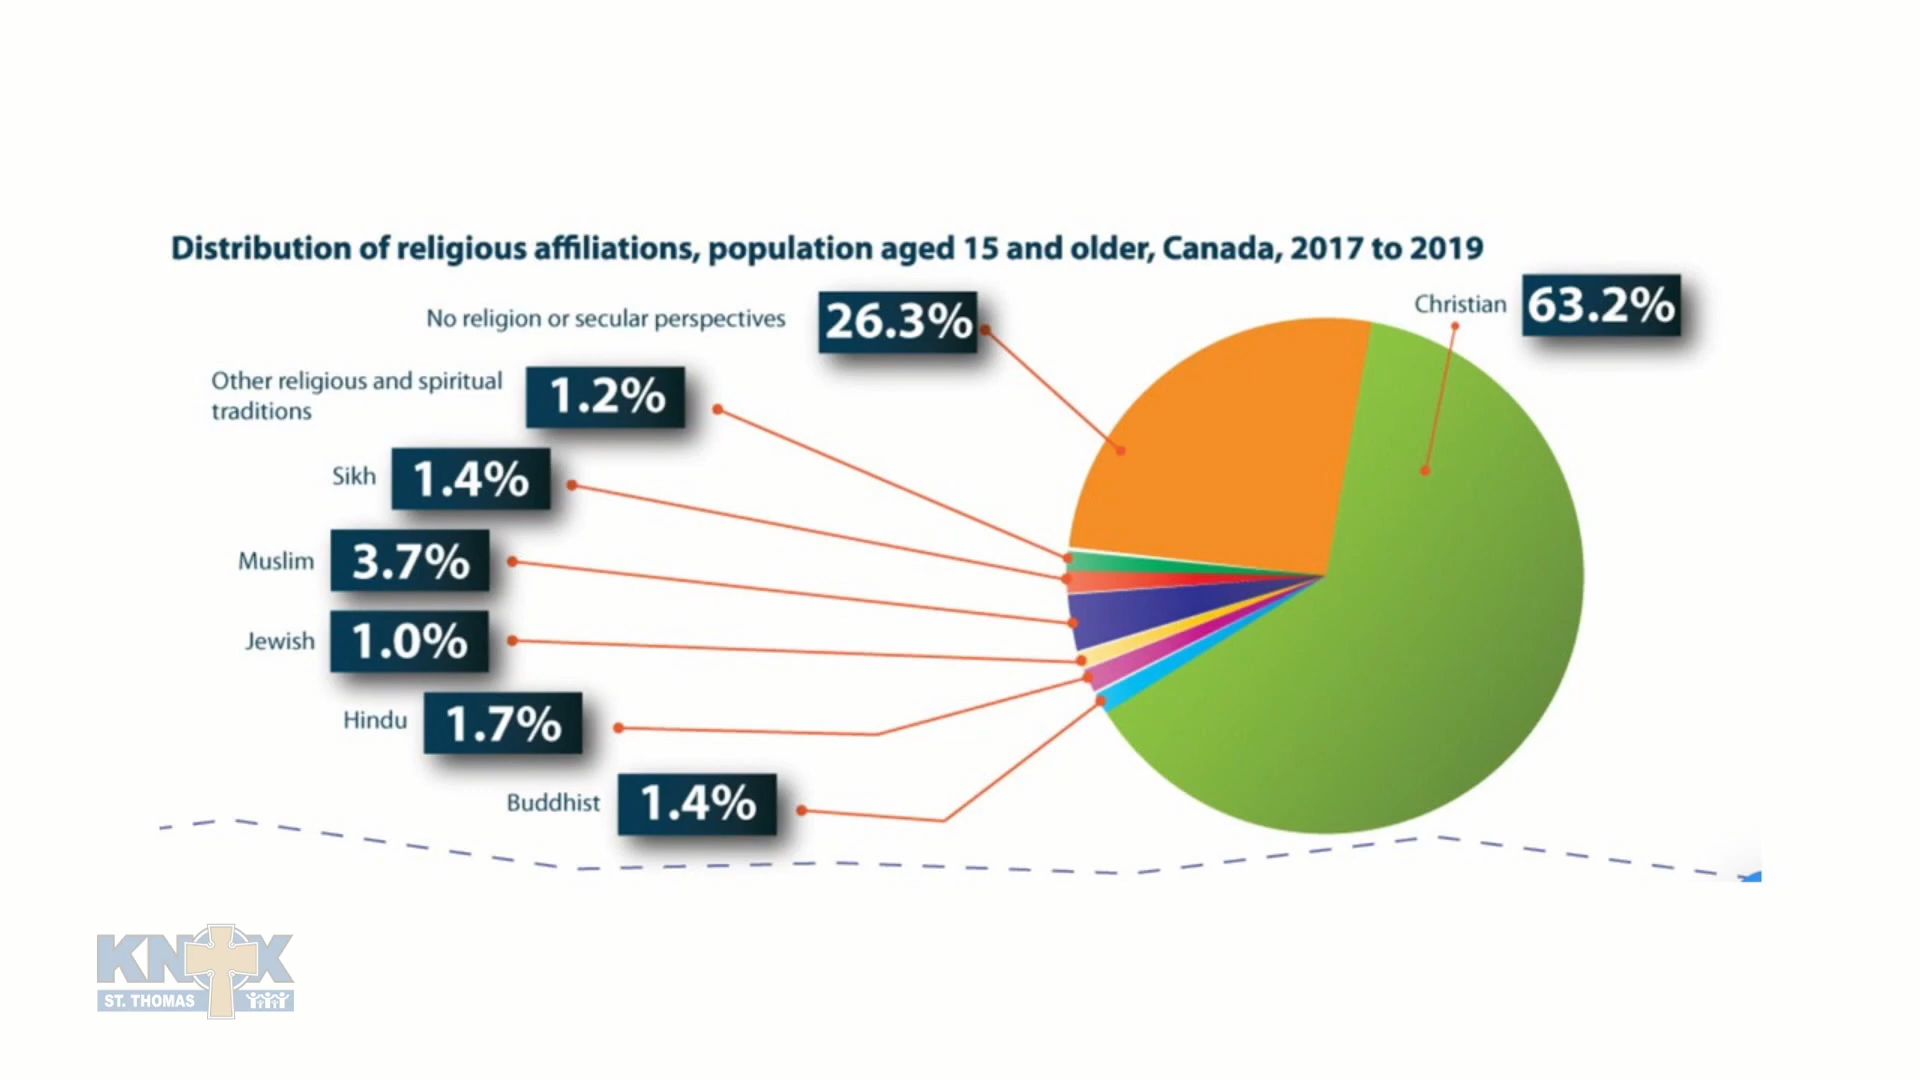 Distribution of religious affiliations, population aged 15 and older, Canada, 2017 to 2019
No religion or secular perspectives 26.3%
Christian 63.2%
Other religious and spiritual
traditions
1.2%
Sikh 1.4%
Muslim 3.7%
Jewish 1.0%
Hindu 1.7%
Buddhist 1.4%
KNOX
ST. THOMAS